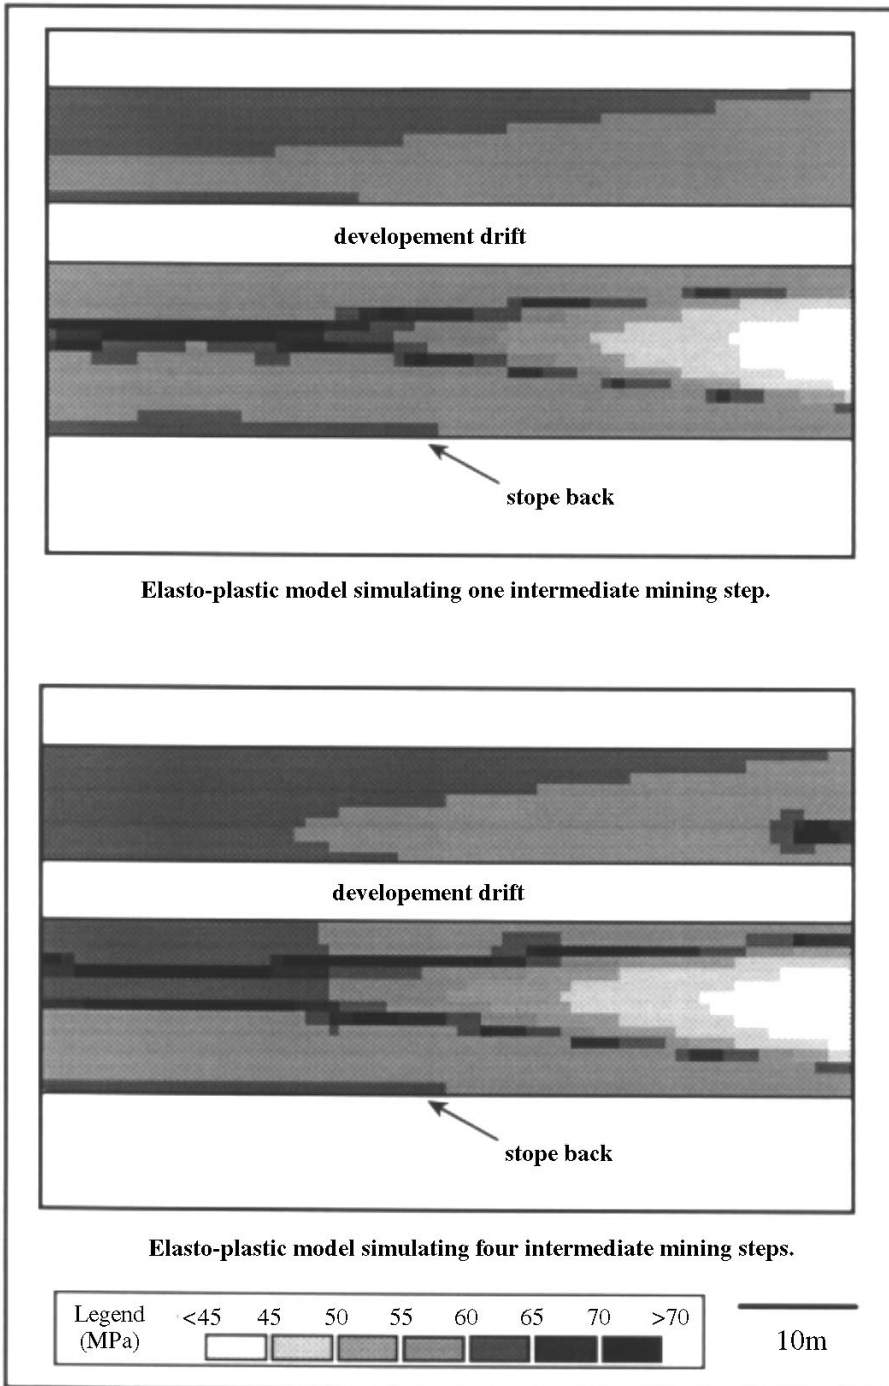 developement drift
stope back
Elasto-plastic model simulating one intermediate mining step.
developement drift
stope back
Elasto-plastic model simulating four intermediate mining steps.
Legend <45 45 50 55 60 65 70 >70
(MPa)
10m